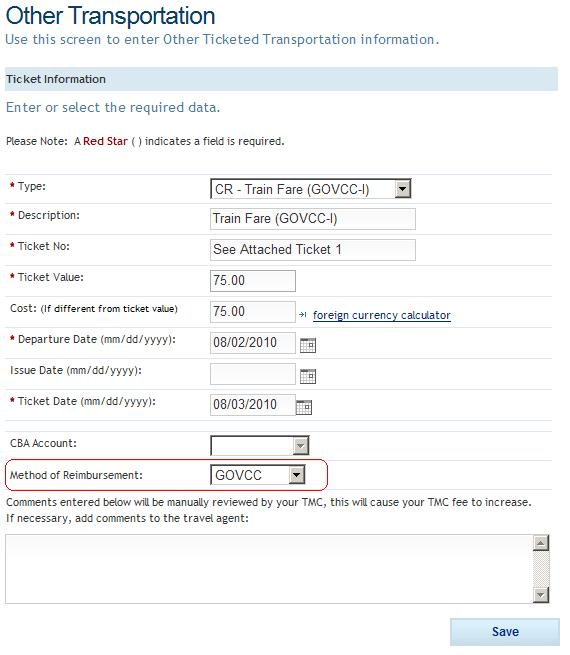 Other Transportation
Use this screen to enter Other Ticketed Transportation information.
Ticket Information
Enter or select the required data.
Please Note: A Red Star ( ) indicates a field is required.
* Type: CR - Train Fare (GOVCC-I)
* Description: Train Fare (GOVCC-I)
* Ticket No: See Attached Ticket 1
* Ticket Value: 75.00
Cost: (If different from ticket value) 75.00 foreign currency calculator
* Departure Date (mm/dd/yyyy): 08/02/2010
Issue Date (mm/dd/yyyy):
* Ticket Date (mm/dd/yyyy): 08/03/2010
CBA Account:
Method of Reimbursement: GOVCC
Comments entered below will be manually reviewed by your TMC, this will cause your TMC fee to increase.
If necessary, add comments to the travel agent:
Save